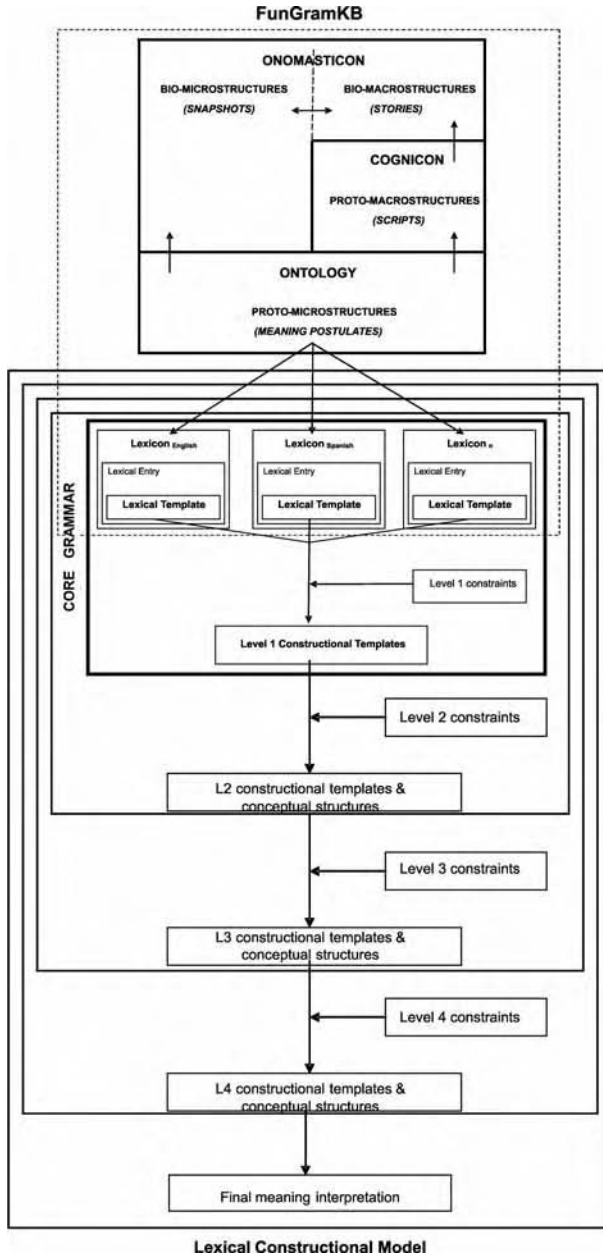 FunGramKB
ONOMASTICON
BIO-MICROSTRUCTURES
(SNAPSHOTS)
BIO-MACROSTRUCTURES
(STORIES)
COGNICON
PROTO-MACROSTRUCTURES
(SCRIPTS)
ONTOLOGY
PROTO-MICROSTRUCTURES
(MEANING POSTULATES)
CORE GRAMMAR
Lexicon English
Lexical Entry
Lexical Template
Lexicon Spanish
Lexical Entry
Lexical Template
Lexicon n
Lexical Entry
Lexical Template
Level 1 constraints
Level 1 Constructional Templates
Level 2 constraints
L2 constructional templates &
conceptual structures
Level 3 constraints
L3 constructional templates &
conceptual structures
Level 4 constraints
L4 constructional templates &
conceptual structures
Final meaning interpretation
Lexical Constructional Model